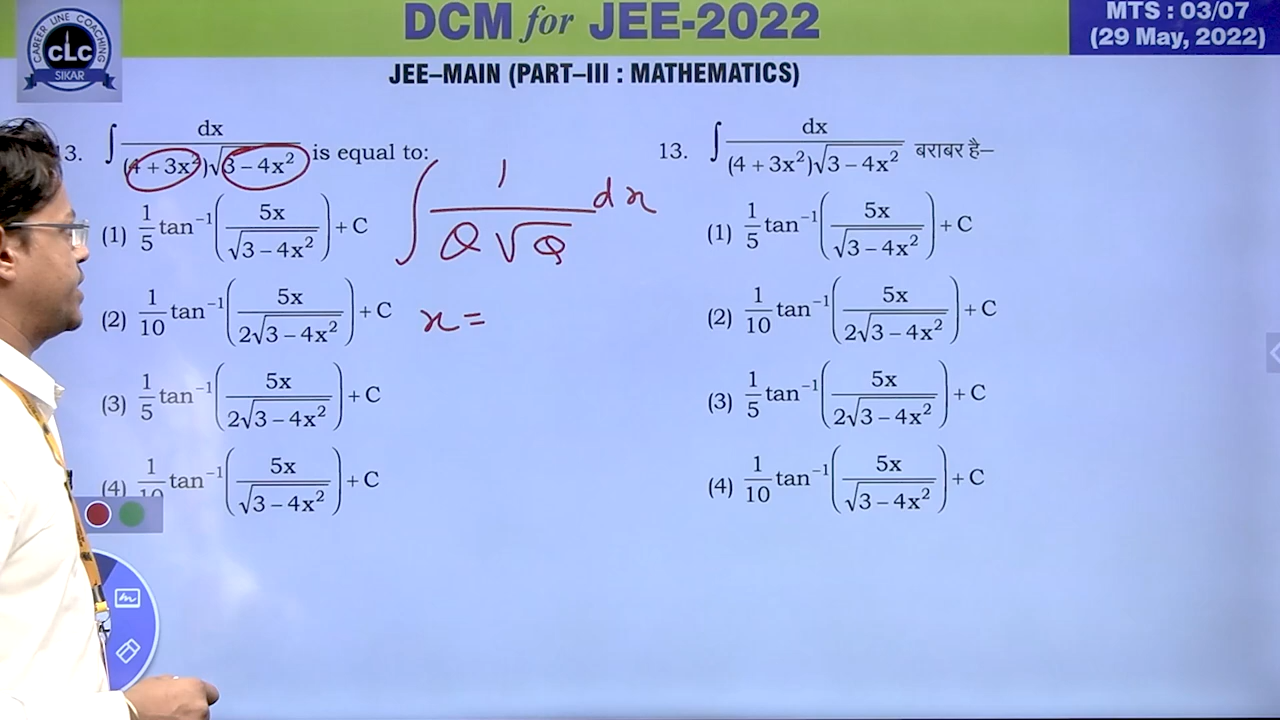 CAREER LINE COACHING
CLC
SIKAR
DCM for JEE-2022
MTS : 03/07
(29 May, 2022)
JEE–MAIN (PART–III : MATHEMATICS)
3. ∫ dx / (4 + 3x²)√(3 – 4x²) is equal to:
(1) 1/5 tan⁻¹(5x / √(3 – 4x²)) + C
(2) 1/10 tan⁻¹(5x / 2√(3 – 4x²)) + C
(3) 1/5 tan⁻¹(5x / 2√(3 – 4x²)) + C
(4) 1/10 tan⁻¹(5x / √(3 – 4x²)) + C
∫ 1 / Q√Q dx
x =
13. ∫ dx / (4 + 3x²)√(3 – 4x²) बराबर है–
(1) 1/5 tan⁻¹(5x / √(3 – 4x²)) + C
(2) 1/10 tan⁻¹(5x / 2√(3 – 4x²)) + C
(3) 1/5 tan⁻¹(5x / 2√(3 – 4x²)) + C
(4) 1/10 tan⁻¹(5x / √(3 – 4x²)) + C